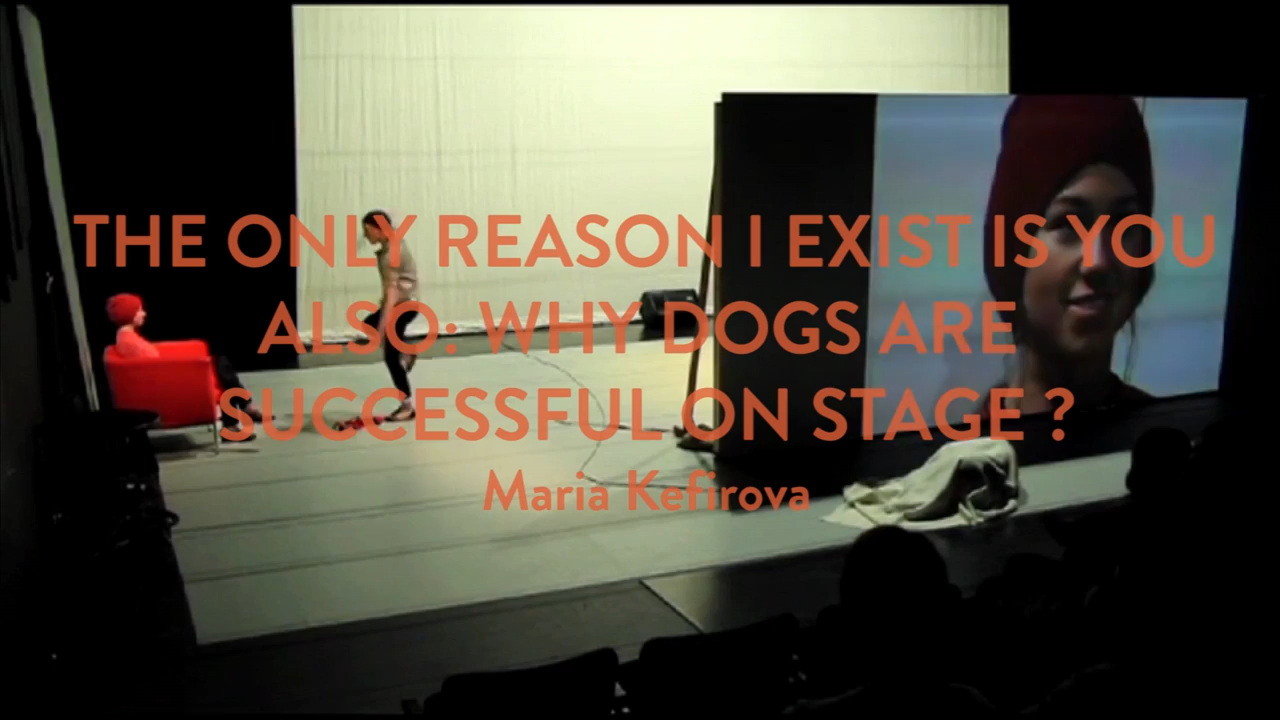 THE ONLY REASON I EXIST IS YOU
ALSO: WHY DOGS ARE
SUCCESSFUL ON STAGE ?
Maria Kefirova